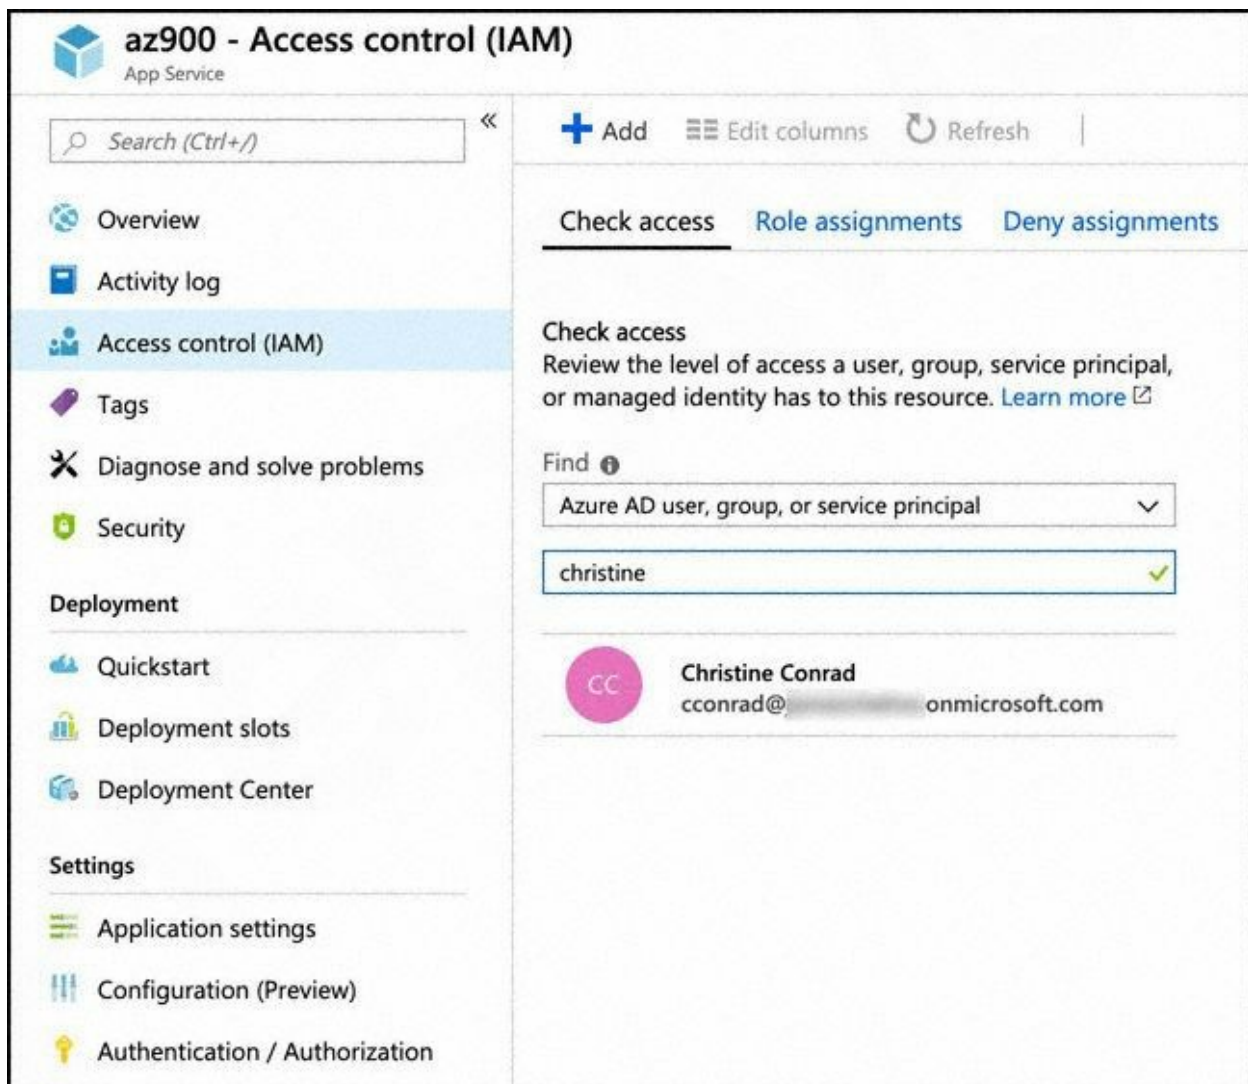 az900 - Access control (IAM)
App Service
Search (Ctrl+/)
«
Overview
Activity log
Access control (IAM)
Tags
Diagnose and solve problems
Security
Deployment
Quickstart
Deployment slots
Deployment Center
Settings
Application settings
Configuration (Preview)
Authentication / Authorization
Add Edit columns Refresh
Check access Role assignments Deny assignments
Check access
Review the level of access a user, group, service principal,
or managed identity has to this resource. Learn more
Find
Azure AD user, group, or service principal
christine
CC
Christine Conrad
cconrad@ onmicrosoft.com